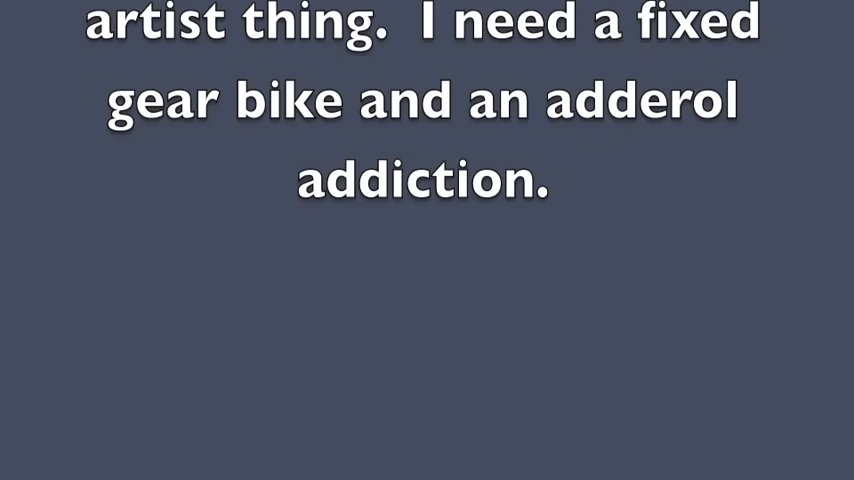 artist thing.  I need a fixed
gear bike and an adderol
addiction.